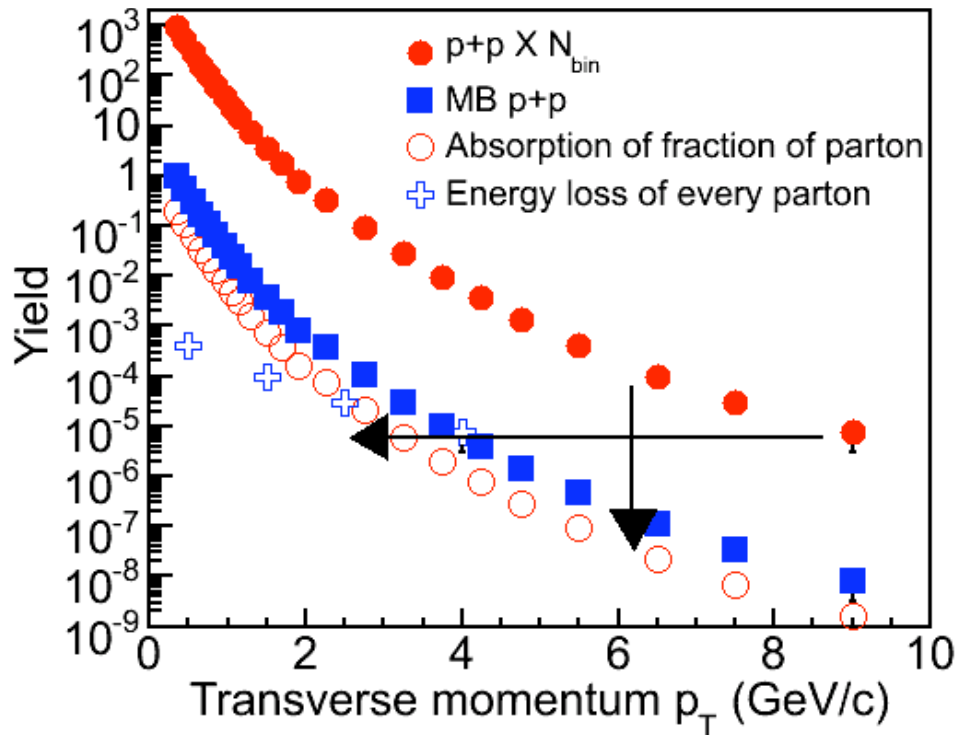 10^3
10^2
10
1
10^-1
10^-2
10^-3
10^-4
10^-5
10^-6
10^-7
10^-8
10^-9
Yield
p+p X N_bin
MB p+p
Absorption of fraction of parton
Energy loss of every parton
0 2 4 6 8 10
Transverse momentum p_T (GeV/c)